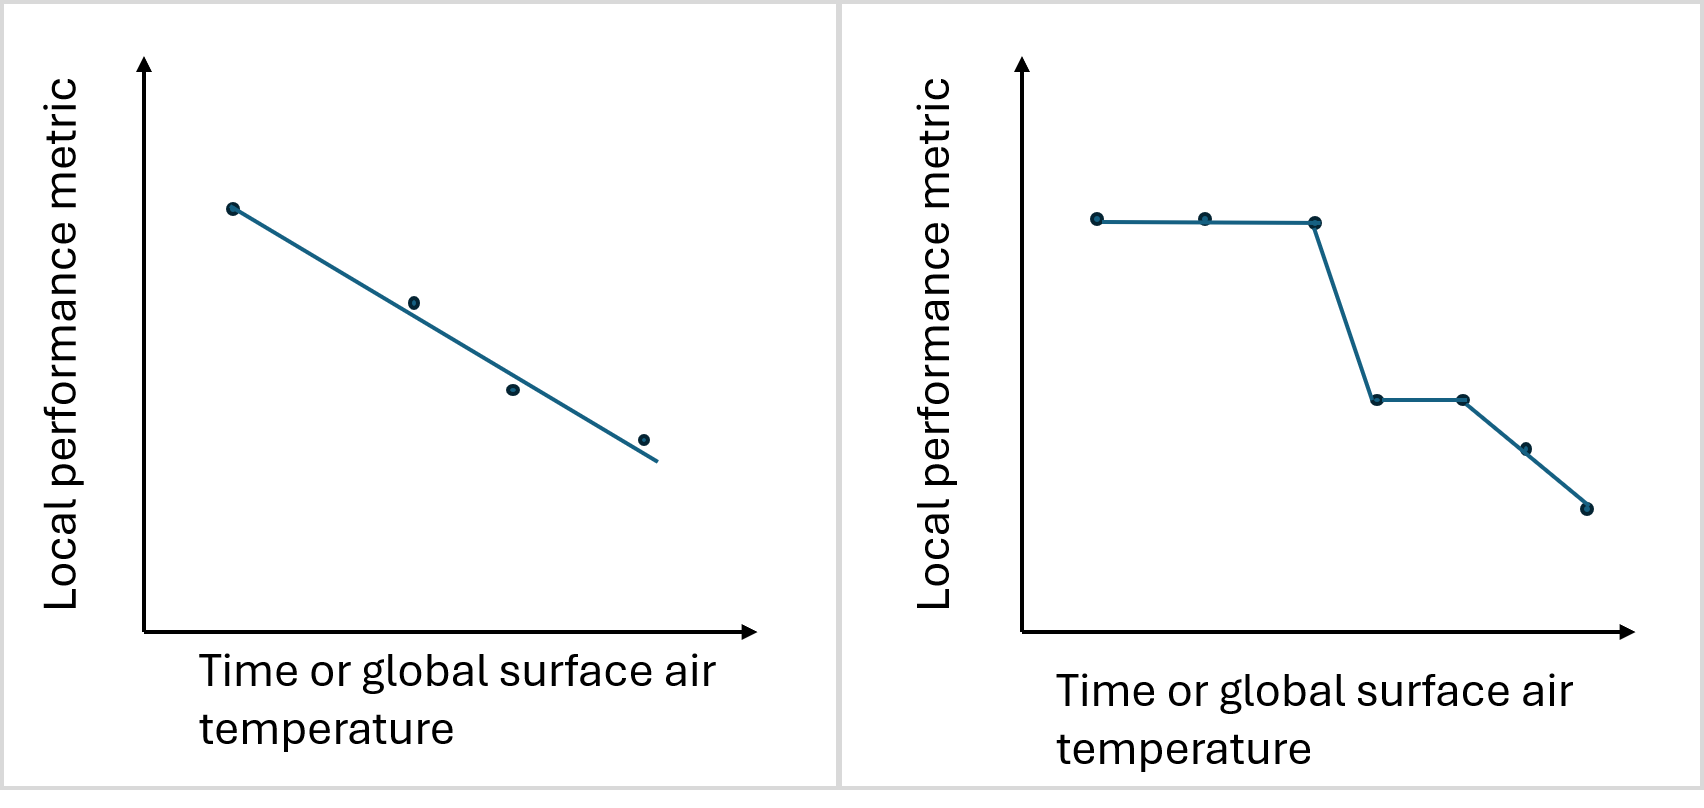 Local performance metric
Time or global surface air
temperature
Local performance metric
Time or global surface air
temperature